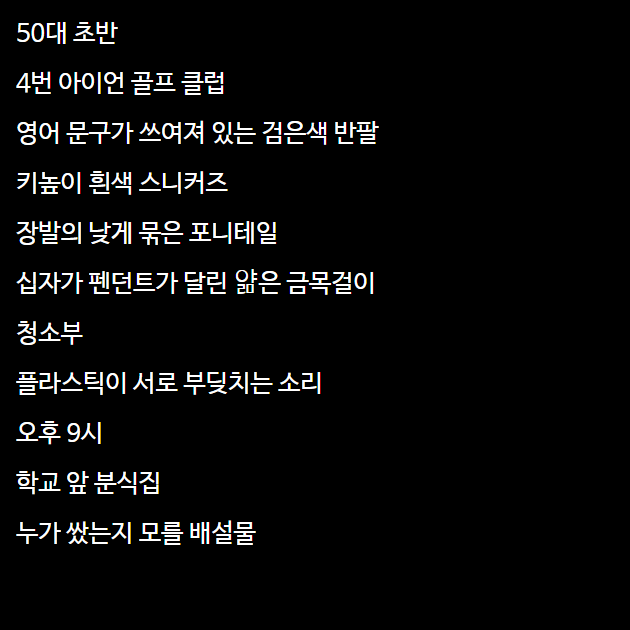 50대 초반
4번 아이언 골프 클럽
영어 문구가 쓰여져 있는 검은색 반팔
키높이 흰색 스니커즈
장발의 낮게 묶은 포니테일
십자가 펜던트가 달린 얊은 금목걸이
청소부
플라스틱이 서로 부딪치는 소리
오후 9시
학교 앞 분식집
누가 쌌는지 모를 배설물